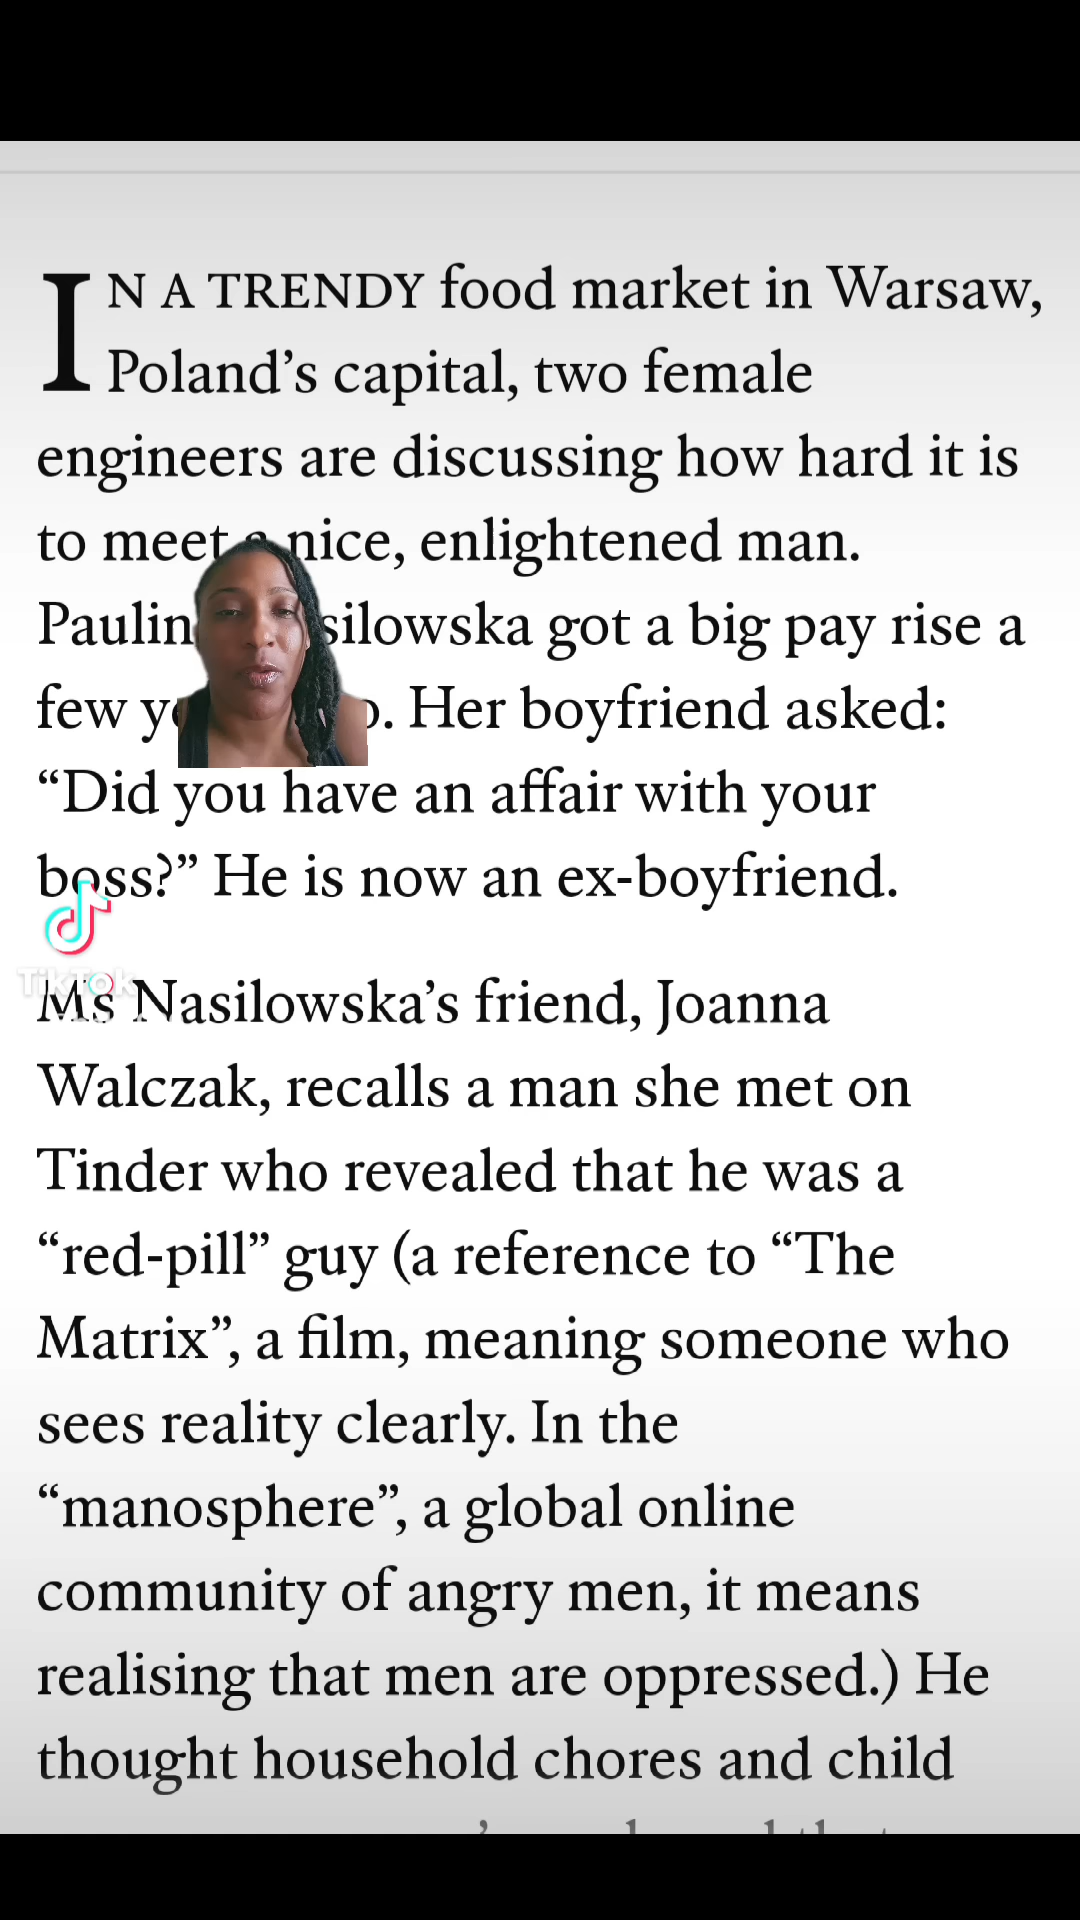 IN A TRENDY food market in Warsaw,
Poland’s capital, two female
engineers are discussing how hard it is
to meet a nice, enlightened man.
Paulin silowska got a big pay rise a
few ye o. Her boyfriend asked:
“Did you have an affair with your
boss?” He is now an ex-boyfriend.
TikTok
Ms Nasilowska’s friend, Joanna
Walczak, recalls a man she met on
Tinder who revealed that he was a
“red-pill” guy (a reference to “The
Matrix”, a film, meaning someone who
sees reality clearly. In the
“manosphere”, a global online
community of angry men, it means
realising that men are oppressed.) He
thought household chores and child